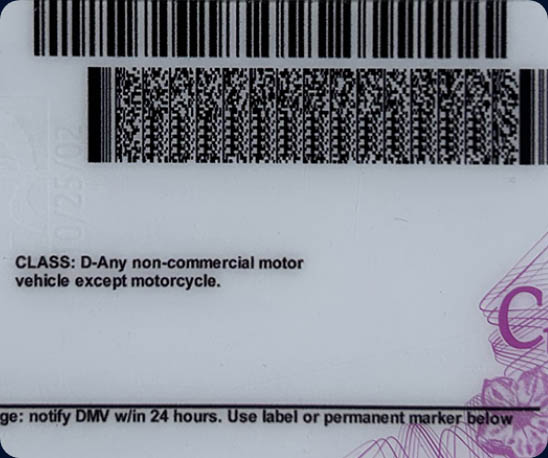 10/25/02
CLASS: D-Any non-commercial motor
vehicle except motorcycle.
C
ge: notify DMV w/in 24 hours. Use label or permanent marker below